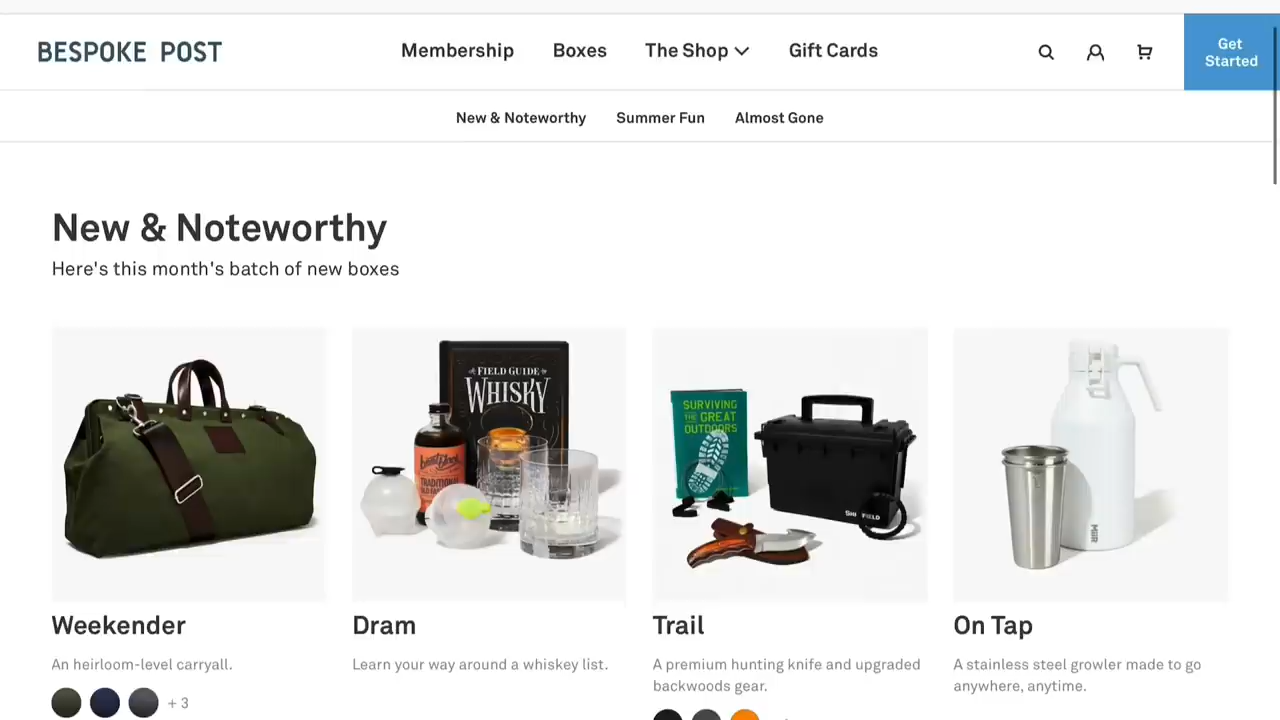 BESPOKE POST
Membership
Boxes
The Shop
Gift Cards
Get
Started
New & Noteworthy
Summer Fun
Almost Gone
New & Noteworthy
Here's this month's batch of new boxes
FIELD GUIDE
WHISKY
TRADITIONAL
SURVIVING
THE GREAT
OUTDOORS
FIELD
MiiR
Weekender
Dram
Trail
On Tap
An heirloom-level carryall.
Learn your way around a whiskey list.
A premium hunting knife and upgraded
backwoods gear.
A stainless steel growler made to go
anywhere, anytime.
+ 3